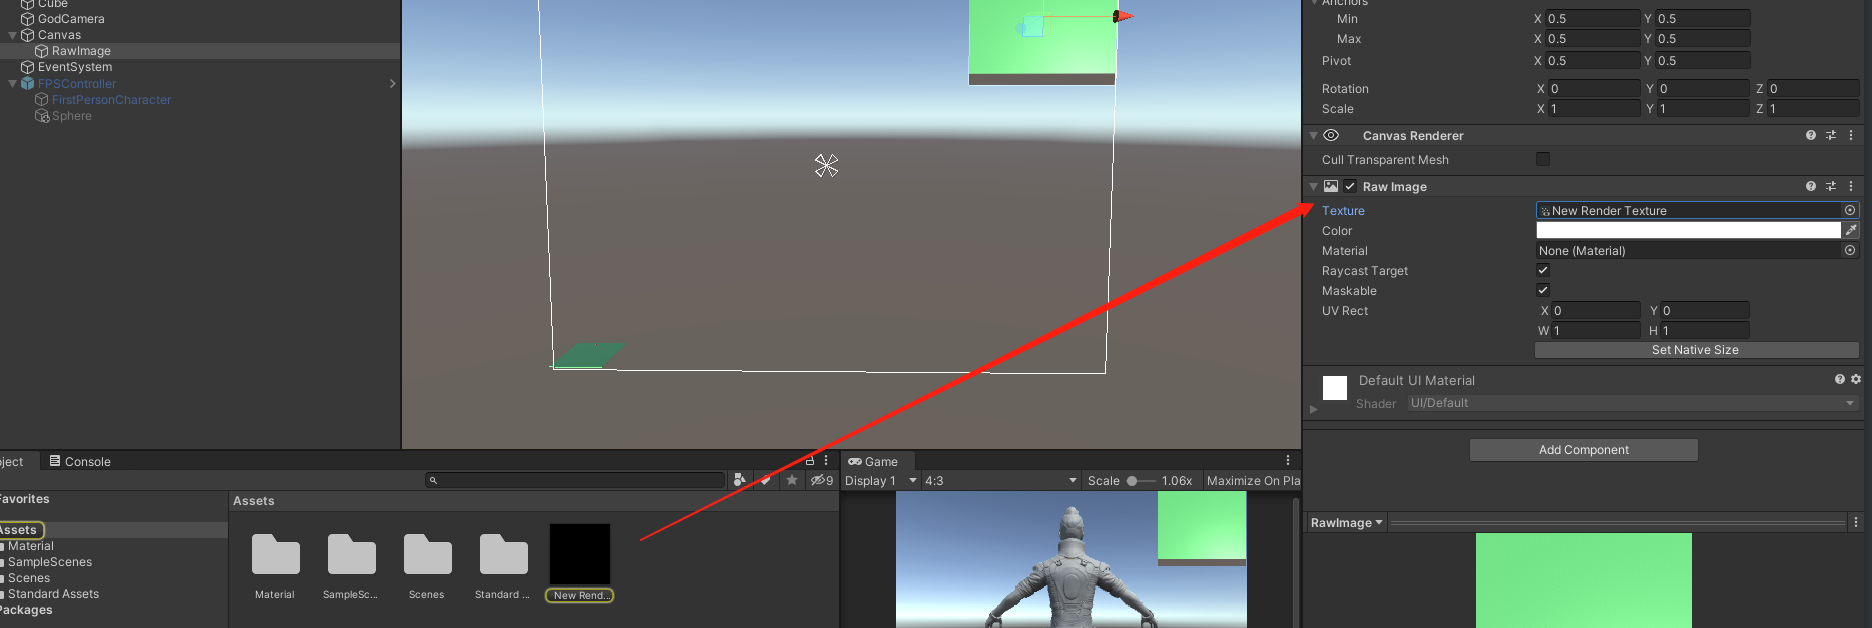 Cube
GodCamera
Canvas
RawImage
EventSystem
FPSController
FirstPersonCharacter
Sphere
Anchors
Min X 0.5 Y 0.5
Max X 0.5 Y 0.5
Pivot X 0.5 Y 0.5
Rotation X 0 Y 0 Z 0
Scale X 1 Y 1 Z 1
Canvas Renderer
Cull Transparent Mesh
Raw Image
Texture New Render Texture
Color
Material None (Material)
Raycast Target
Maskable
UV Rect X 0 Y 0
W 1 H 1
Set Native Size
Default UI Material
Shader UI/Default
Add Component
RawImage
ject Console
9
avorites
Assets
Material
SampleScenes
Scenes
Standard Assets
Packages
Assets
Material SampleSc... Scenes Standard ... New Rend...
Game
Display 1 4:3 Scale 1.06x Maximize On Pla